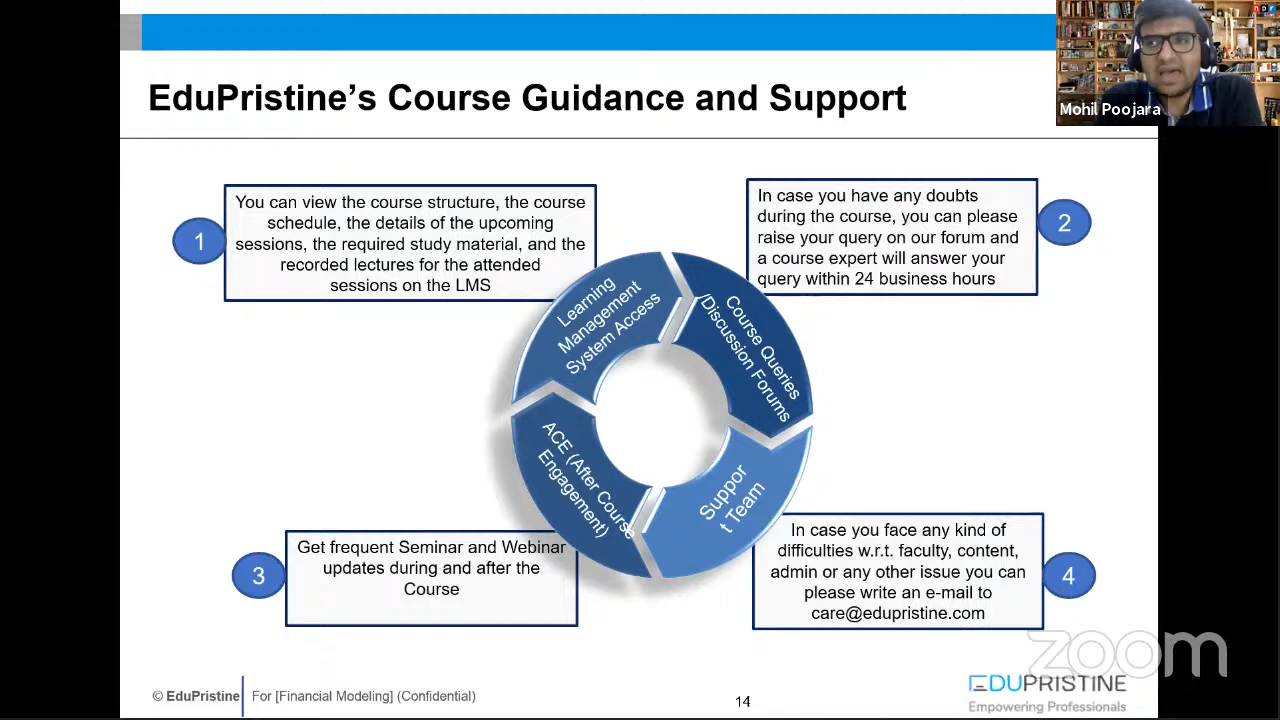 npr
Mohil Poojara
EduPristine's Course Guidance and Support
1
You can view the course structure, the course
schedule, the details of the upcoming
sessions, the required study material, and the
recorded lectures for the attended
sessions on the LMS
In case you have any doubts
during the course, you can please
raise your query on our forum and
a course expert will answer your
query within 24 business hours
2
Learning
Management
System Access
Course Queries
/Discussion Forums
ACE (After Course
Engagement)
Suppor
t Team
3
Get frequent Seminar and Webinar
updates during and after the
Course
In case you face any kind of
difficulties w.r.t. faculty, content,
admin or any other issue you can
please write an e-mail to
care@edupristine.com
4
zoom
© EduPristine
For [Financial Modeling] (Confidential)
14
EDUPRISTINE
Empowering Professionals